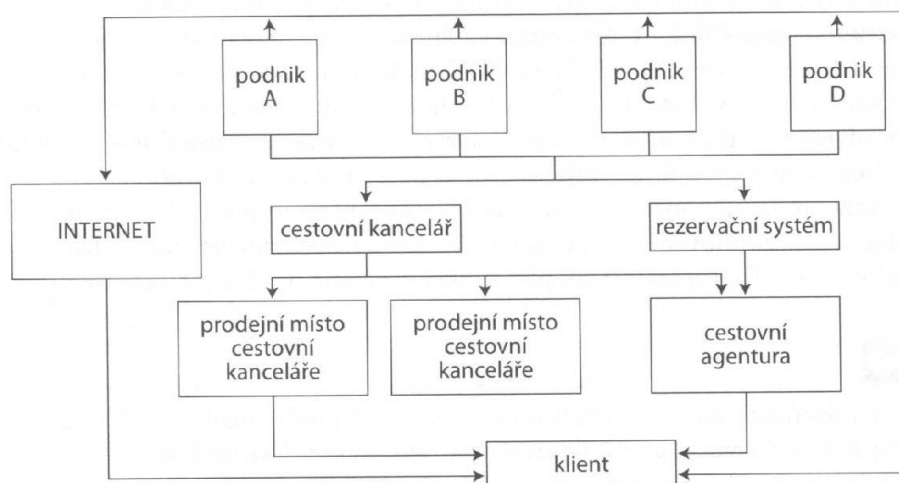 podnik
A
podnik
B
podnik
C
podnik
D
INTERNET
cestovní kancelář
rezervační systém
prodejní místo
cestovní
kanceláře
prodejní místo
cestovní
kanceláře
cestovní
agentura
klient